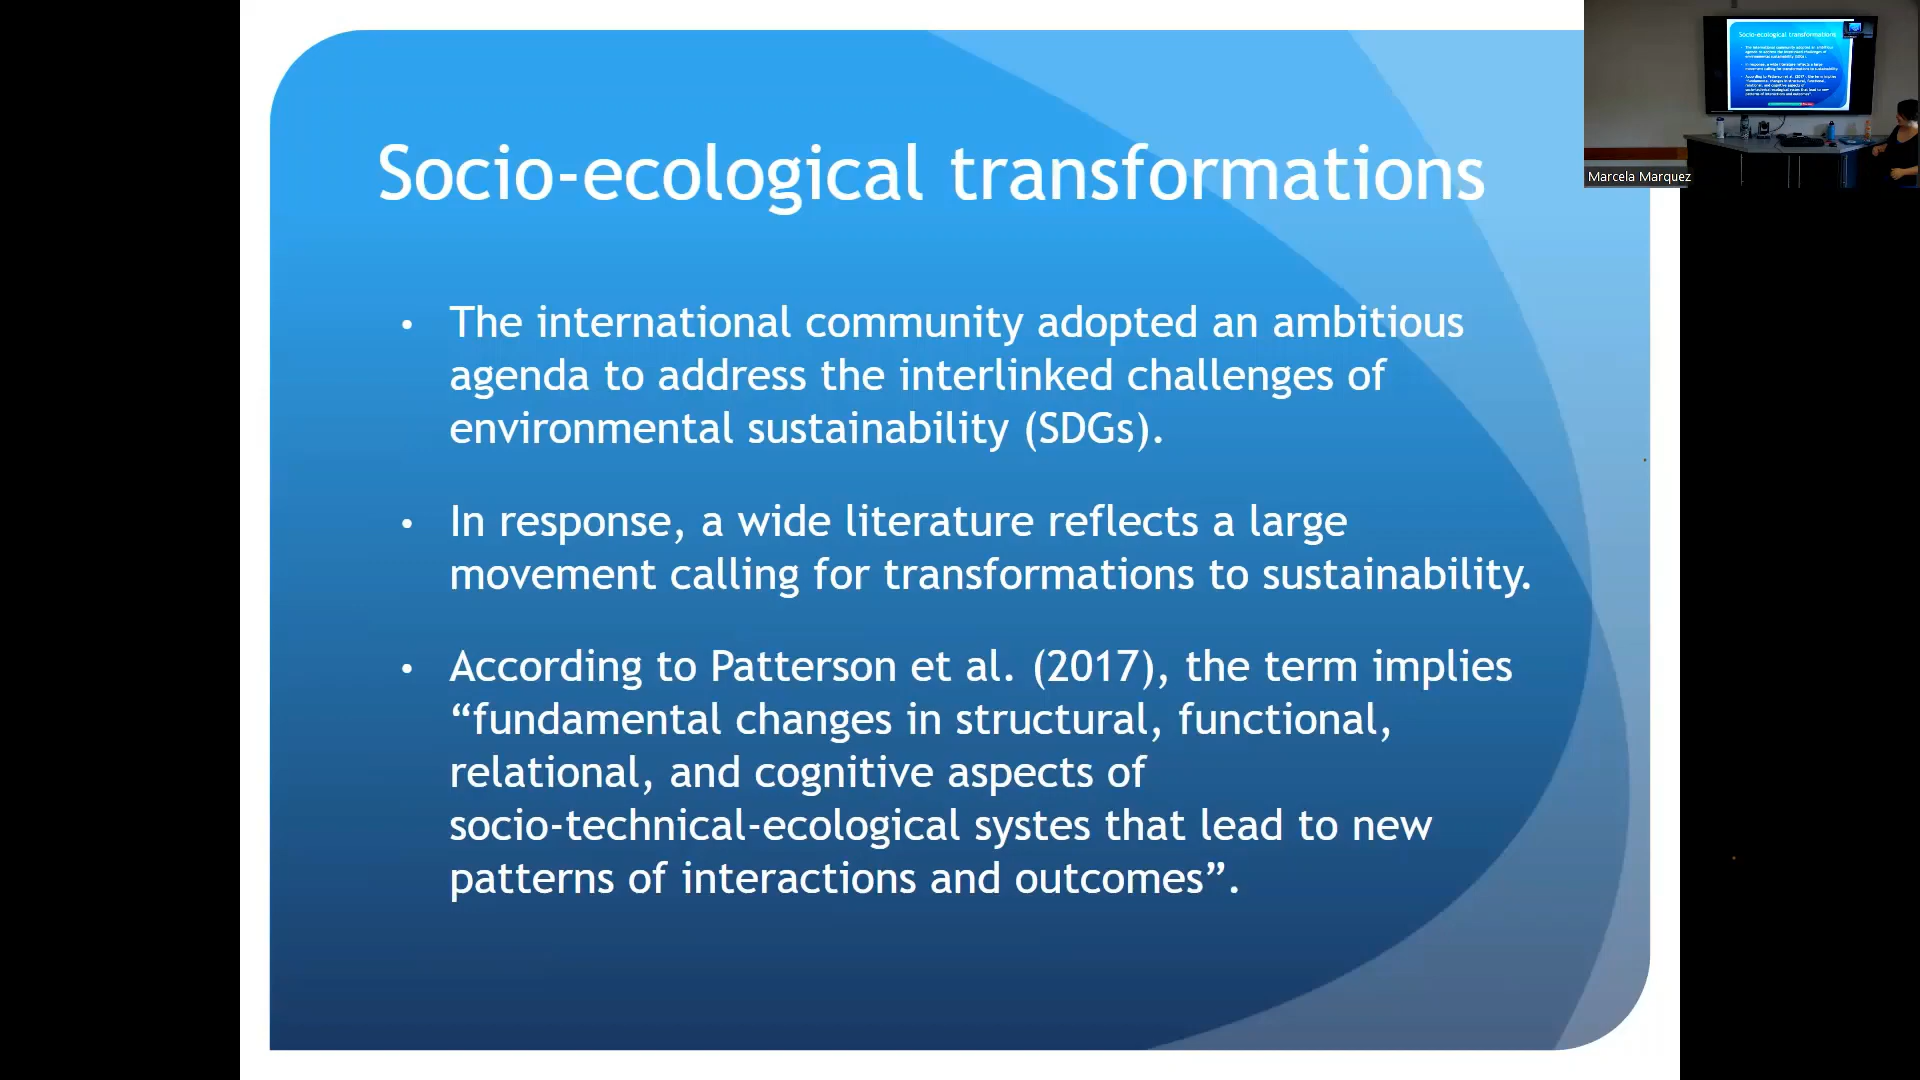 Socio-ecological transformations
• The international community adopted an ambitious
agenda to address the interlinked challenges of
environmental sustainability (SDGs).
• In response, a wide literature reflects a large
movement calling for transformations to sustainability.
• According to Patterson et al. (2017), the term implies
“fundamental changes in structural, functional,
relational, and cognitive aspects of
socio-technical-ecological systes that lead to new
patterns of interactions and outcomes”.
Socio-ecological transformations
Marcela Marquez